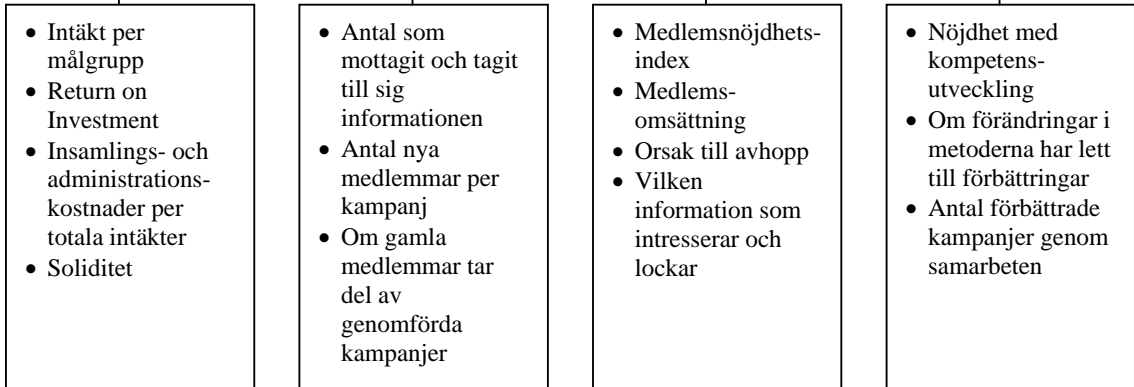 • Intäkt per
målgrupp
• Return on
Investment
• Insamlings- och
administrations-
kostnader per
totala intäkter
• Soliditet
• Antal som
mottagit och tagit
till sig
informationen
• Antal nya
medlemmar per
kampanj
• Om gamla
medlemmar tar
del av
genomförda
kampanjer
• Medlemsnöjdhets-
index
• Medlems-
omsättning
• Orsak till avhopp
• Vilken
information som
intresserar och
lockar
• Nöjdhet med
kompetens-
utveckling
• Om förändringar i
metoderna har lett
till förbättringar
• Antal förbättrade
kampanjer genom
samarbeten